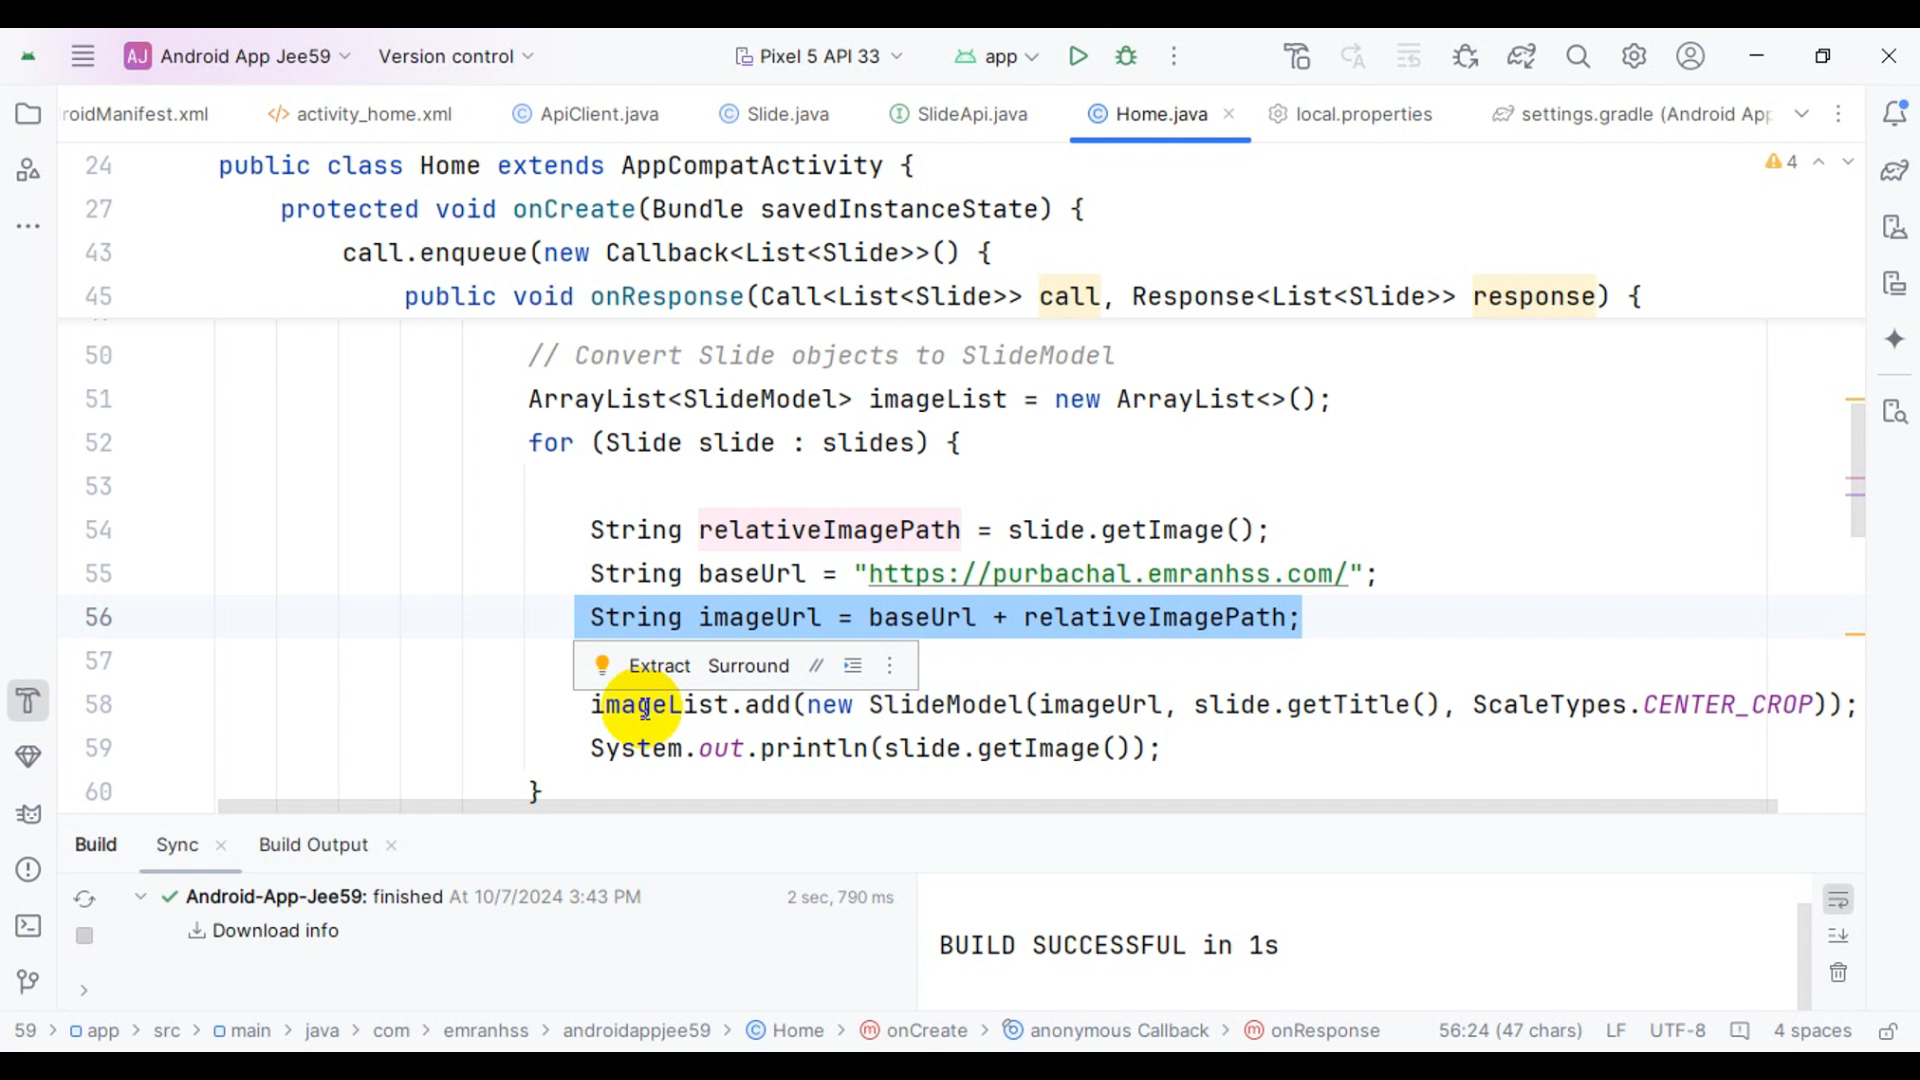 AJ Android App Jee59 Version control Pixel 5 API 33 app
roidManifest.xml activity_home.xml ApiClient.java Slide.java SlideApi.java Home.java local.properties settings.gradle (Android App
24 public class Home extends AppCompatActivity { 4
27 protected void onCreate(Bundle savedInstanceState) {
43 call.enqueue(new Callback<List<Slide>>() {
45 public void onResponse(Call<List<Slide>> call, Response<List<Slide>> response) {
50 // Convert Slide objects to SlideModel
51 ArrayList<SlideModel> imageList = new ArrayList<>();
52 for (Slide slide : slides) {
53
54 String relativeImagePath = slide.getImage();
55 String baseUrl = "https://purbachal.emranhss.com/";
56 String imageUrl = baseUrl + relativeImagePath;
57 Extract Surround //
58 imageList.add(new SlideModel(imageUrl, slide.getTitle(), ScaleTypes.CENTER_CROP));
59 System.out.println(slide.getImage());
60 }
Build Sync Build Output
Android-App-Jee59: finished At 10/7/2024 3:43 PM 2 sec, 790 ms
Download info
BUILD SUCCESSFUL in 1s
59 > app > src > main > java > com > emranhss > androidappjee59 > Home > onCreate > anonymous Callback > onResponse 56:24 (47 chars) LF UTF-8 4 spaces